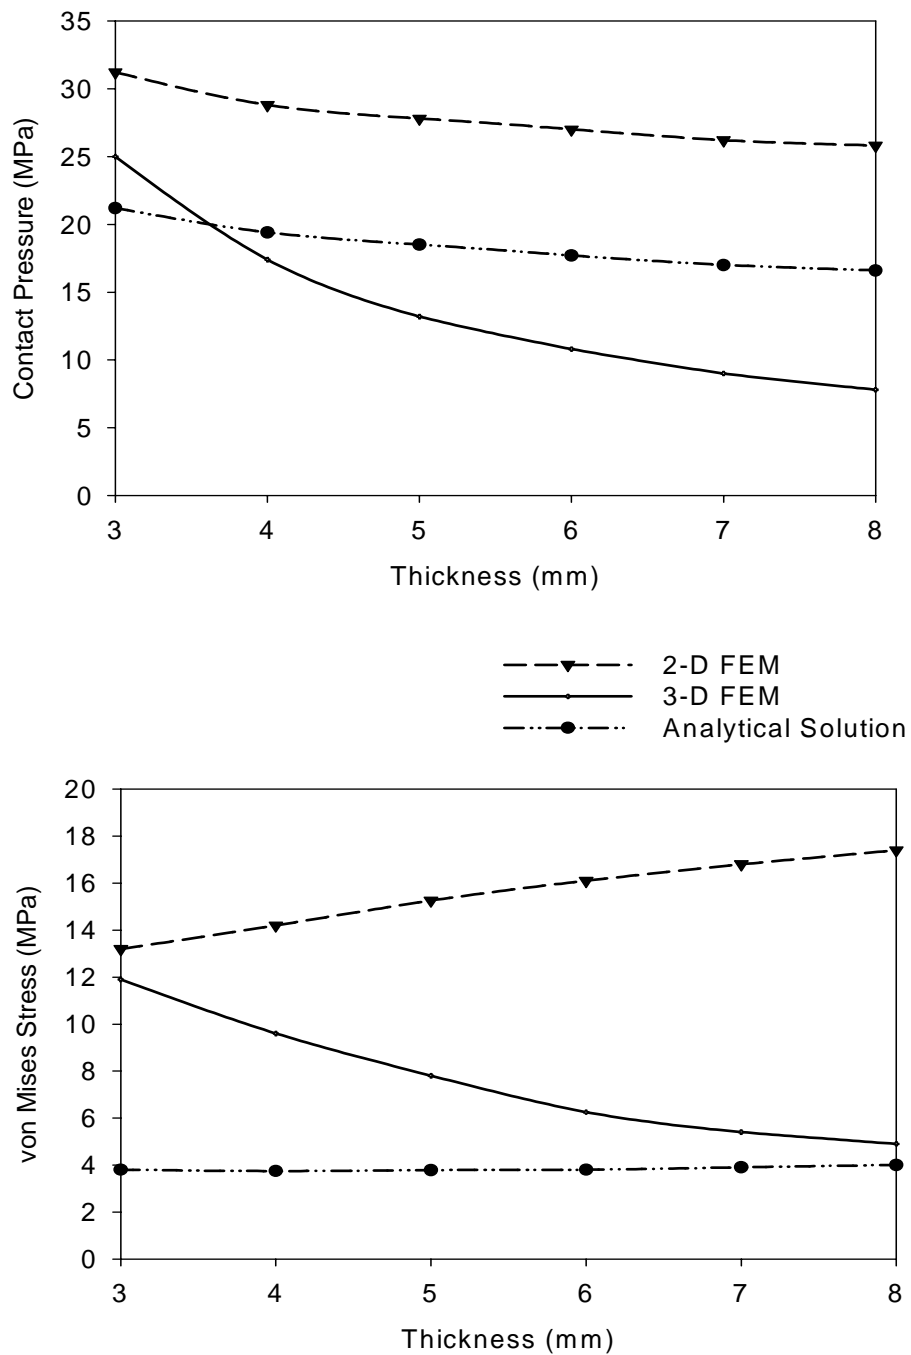 35
30
25
20
15
10
5
0
Contact Pressure (MPa)
3 4 5 6 7 8
Thickness (mm)
2-D FEM
3-D FEM
Analytical Solution
20
18
16
14
12
10
8
6
4
2
0
von Mises Stress (MPa)
3 4 5 6 7 8
Thickness (mm)